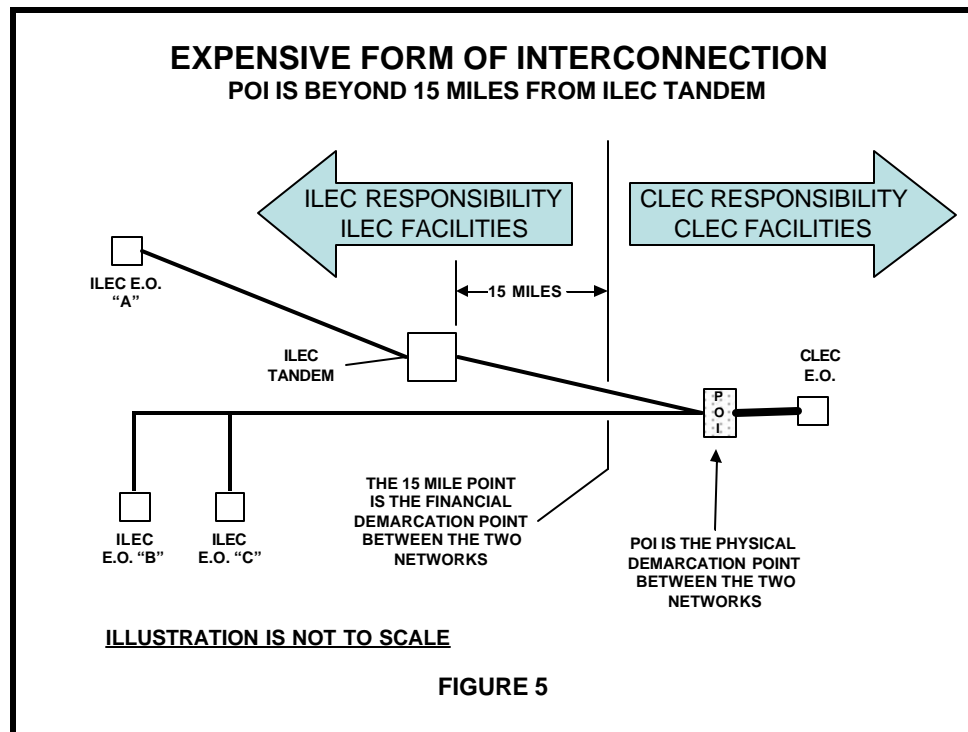 EXPENSIVE FORM OF INTERCONNECTION
POI IS BEYOND 15 MILES FROM ILEC TANDEM
ILEC RESPONSIBILITY
ILEC FACILITIES
CLEC RESPONSIBILITY
CLEC FACILITIES
ILEC E.O.
“A”
15 MILES
ILEC
TANDEM
CLEC
E.O.
P
O
I
ILEC
E.O. “B”
ILEC
E.O. “C”
THE 15 MILE POINT
IS THE FINANCIAL
DEMARCATION POINT
BETWEEN THE TWO
NETWORKS
POI IS THE PHYSICAL
DEMARCATION POINT
BETWEEN THE TWO
NETWORKS
ILLUSTRATION IS NOT TO SCALE
FIGURE 5